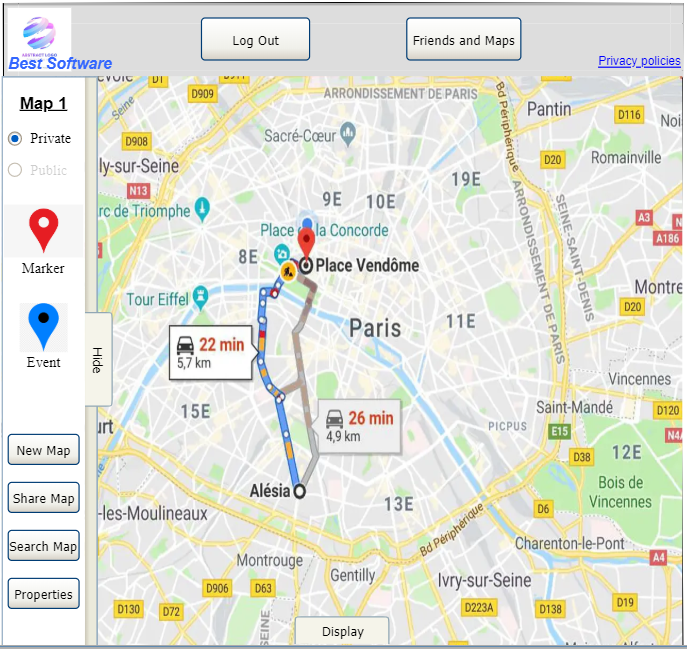 Log Out
Friends and Maps
ABSTRACT LOGO
Best Software
Privacy policies
Map 1
Private
Public
Marker
Event
Hide
New Map
Share Map
Search Map
Properties
D1
D911
D909
ARRONDISSEMENT DE PARIS
Seine
Bd Périphérique
Pantin
D116
Noi
D908
Sacré-Cœur
D20
Romainville
ly-sur-Seine
N13
19E
9E
10E
ARRONDISSEMENT DE PARIS
SEINE-SAINT-DENIS
rc de Triomphe
A3
N
A186
Place de la Concorde
8E
Place Vendôme
Tour Eiffel
Montre
D20
Paris
11E
22 min
5,7 km
Vincennes
15E
26 min
4,9 km
Saint-Mandé
D120
PICPUS
E15
N4
12E
D38
Alésia
Bois de
Vincennes
13E
D6
-les-Moulineaux
Bd Périphérique
Charenton-le-Pont
A4
Montrouge
Gentilly
Ivry-sur-Seine
D906
D63
D130
D72
D223A
D138
D19
SEINE
Display